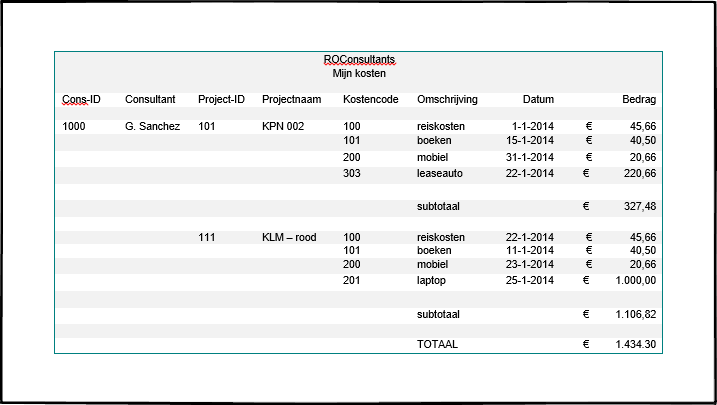 ROConsultants
Mijn kosten
Cons-ID Consultant Project-ID Projectnaam Kostencode Omschrijving Datum Bedrag
1000 G. Sanchez 101 KPN 002 100 reiskosten 1-1-2014 € 45,66
101 boeken 15-1-2014 € 40,50
200 mobiel 31-1-2014 € 20,66
303 leaseauto 22-1-2014 € 220,66
subtotaal € 327,48
111 KLM – rood 100 reiskosten 22-1-2014 € 45,66
101 boeken 11-1-2014 € 40,50
200 mobiel 23-1-2014 € 20,66
201 laptop 25-1-2014 € 1.000,00
subtotaal € 1.106,82
TOTAAL € 1.434.30